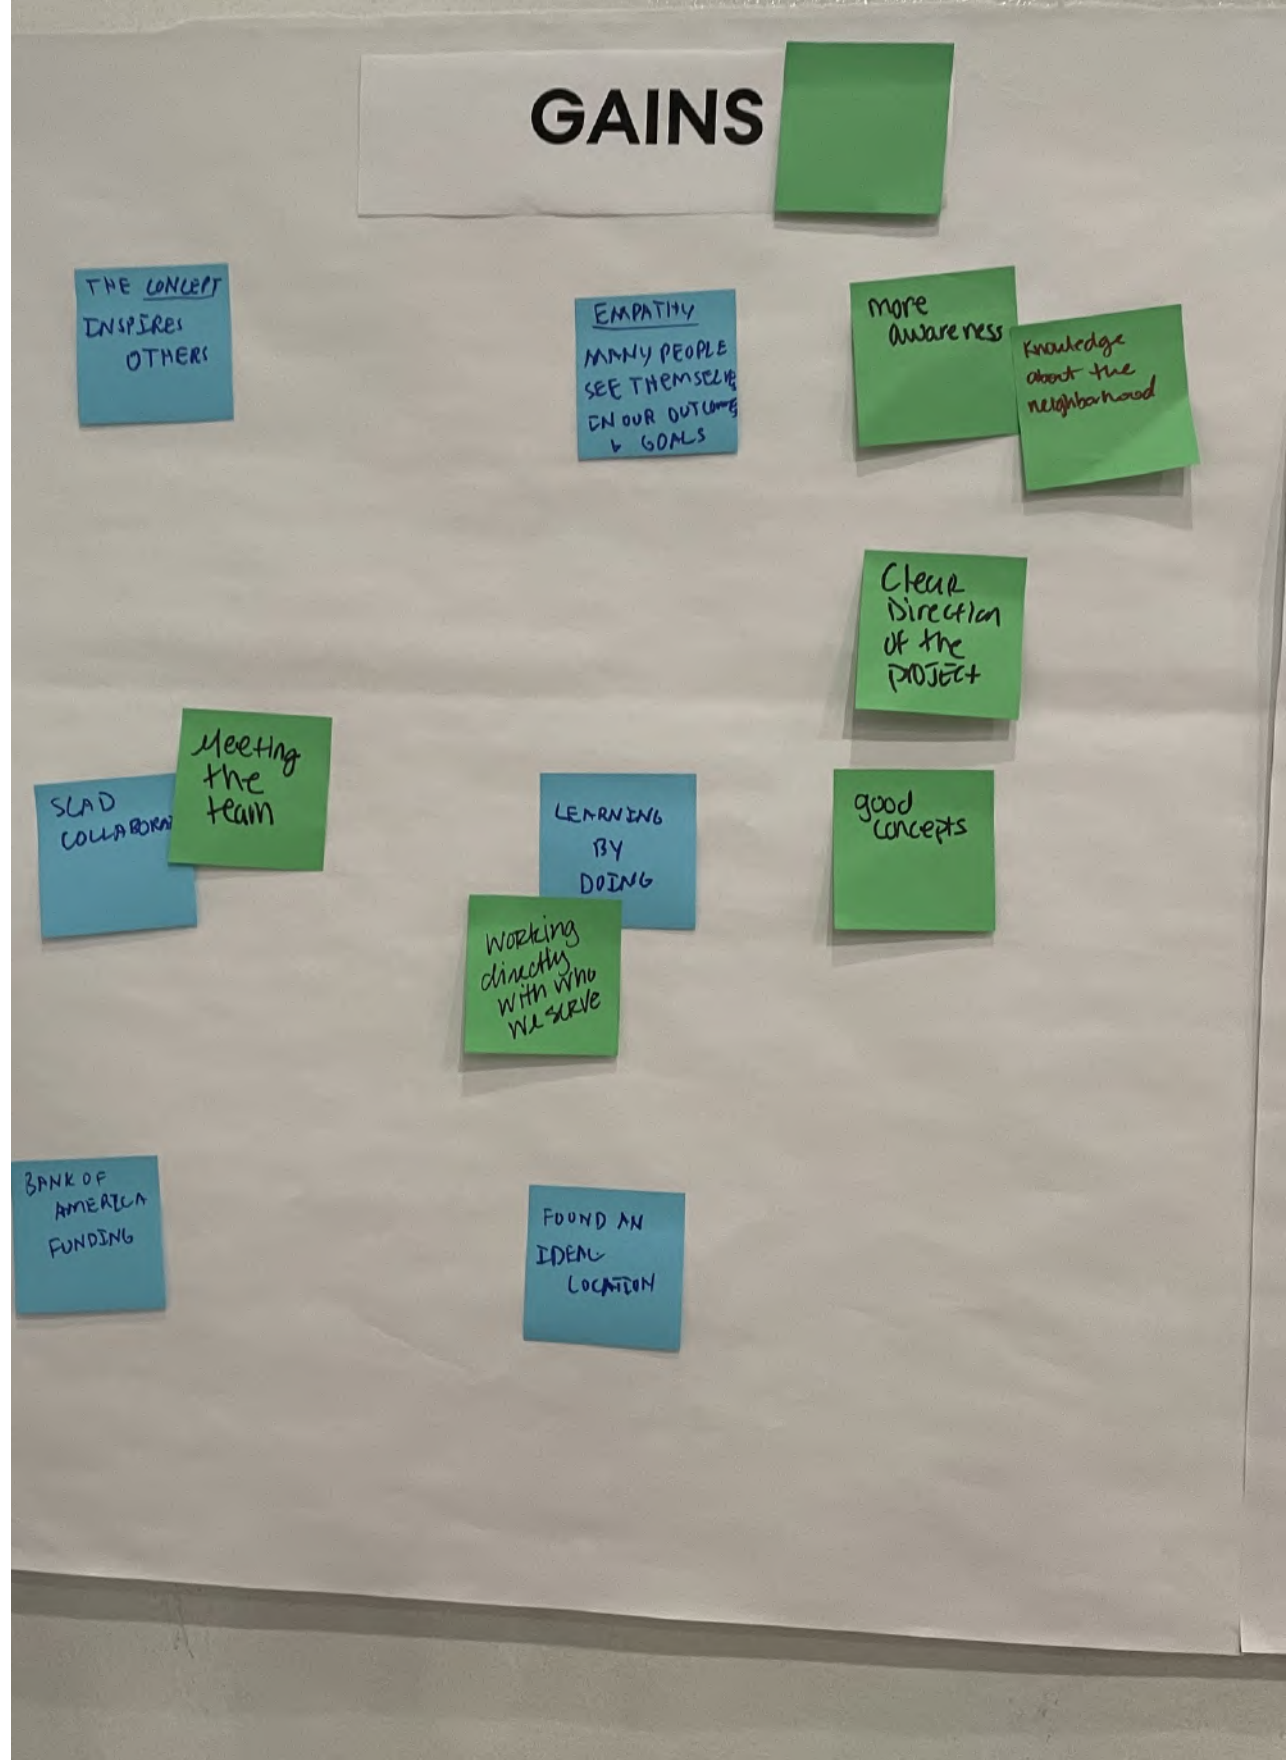 GAINS
THE CONCEPT
INSPIRES
OTHERS
EMPATHY
MANY PEOPLE
SEE THEMSELVES
IN OUR OUTCOMES
& GOALS
more
awareness
Knowledge
about the
neighborhood
Clear
Direction
of the
PROJECT
Meeting
the
team
SCAD
COLLABORA
LEARNING
BY
DOING
Working
directly
with who
we serve
good
concepts
BANK OF
AMERICA
FUNDING
FOUND AN
IDEAL
LOCATION